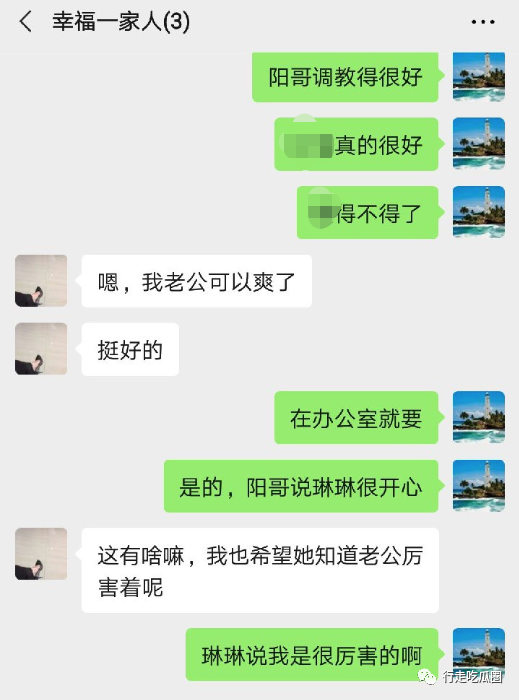 幸福一家人(3)
阳哥调教得很好
真的很好
得不得了
嗯，我老公可以爽了
挺好的
在办公室就要
是的，阳哥说琳琳很开心
这有啥嘛，我也希望她知道老公厉
害着呢
琳琳说我是很厉害的啊
行走吃瓜圈